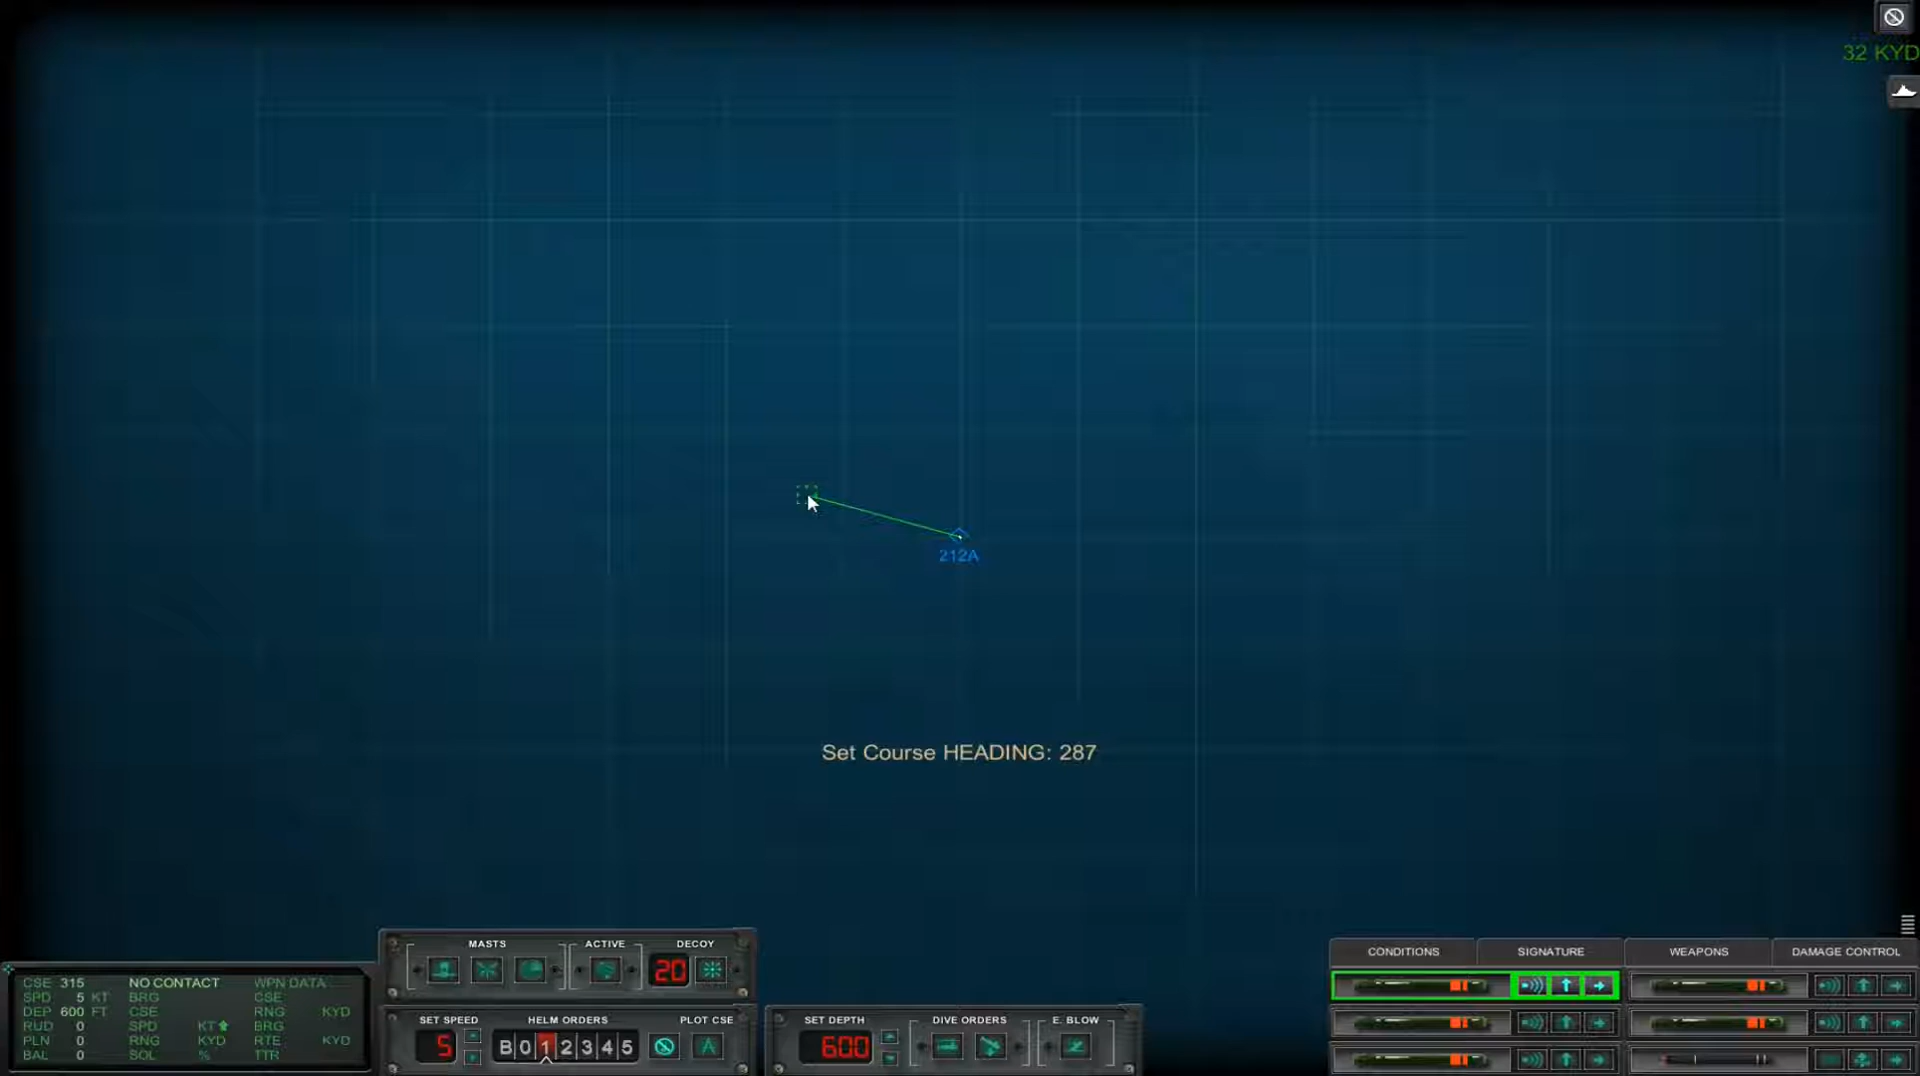 32 KYD
212A
Set Course HEADING: 287
MASTS
ACTIVE
DECOY
20
CSE 315
SPD 5 KT
DEP 600 FT
RUD 0
PLN 0
BAL 0
NO CONTACT
BRG
CSE
SPD KT
RNG KYD
SOL %
WPN DATA
CSE
RNG KYD
BRG
RTE KYD
TTR
SET SPEED
HELM ORDERS
PLOT CSE
5
B 0 1 2 3 4 5
SET DEPTH
DIVE ORDERS
E. BLOW
600
CONDITIONS
SIGNATURE
WEAPONS
DAMAGE CONTROL